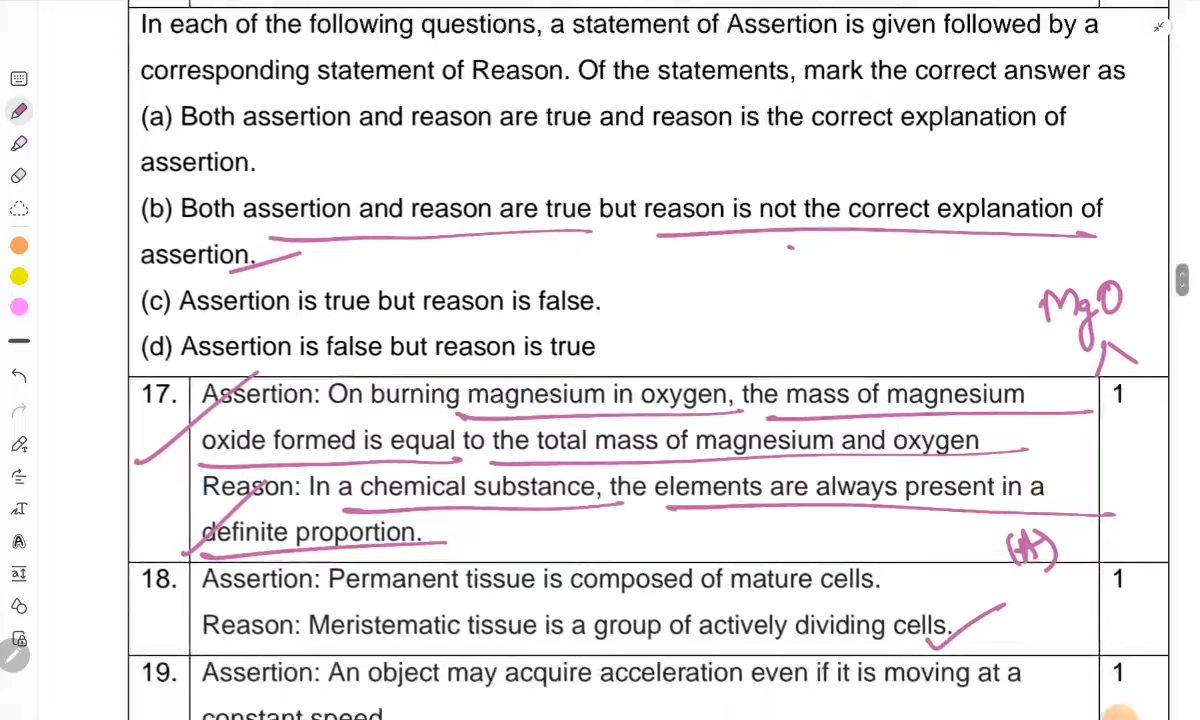 In each of the following questions, a statement of Assertion is given followed by a
corresponding statement of Reason. Of the statements, mark the correct answer as
(a) Both assertion and reason are true and reason is the correct explanation of
assertion.
(b) Both assertion and reason are true but reason is not the correct explanation of
assertion.
(c) Assertion is true but reason is false.
MgO
(d) Assertion is false but reason is true
17. Assertion: On burning magnesium in oxygen, the mass of magnesium 1
oxide formed is equal to the total mass of magnesium and oxygen
Reason: In a chemical substance, the elements are always present in a
definite proportion.
(A)
18. Assertion: Permanent tissue is composed of mature cells. 1
Reason: Meristematic tissue is a group of actively dividing cells.
19. Assertion: An object may acquire acceleration even if it is moving at a 1
constant speed